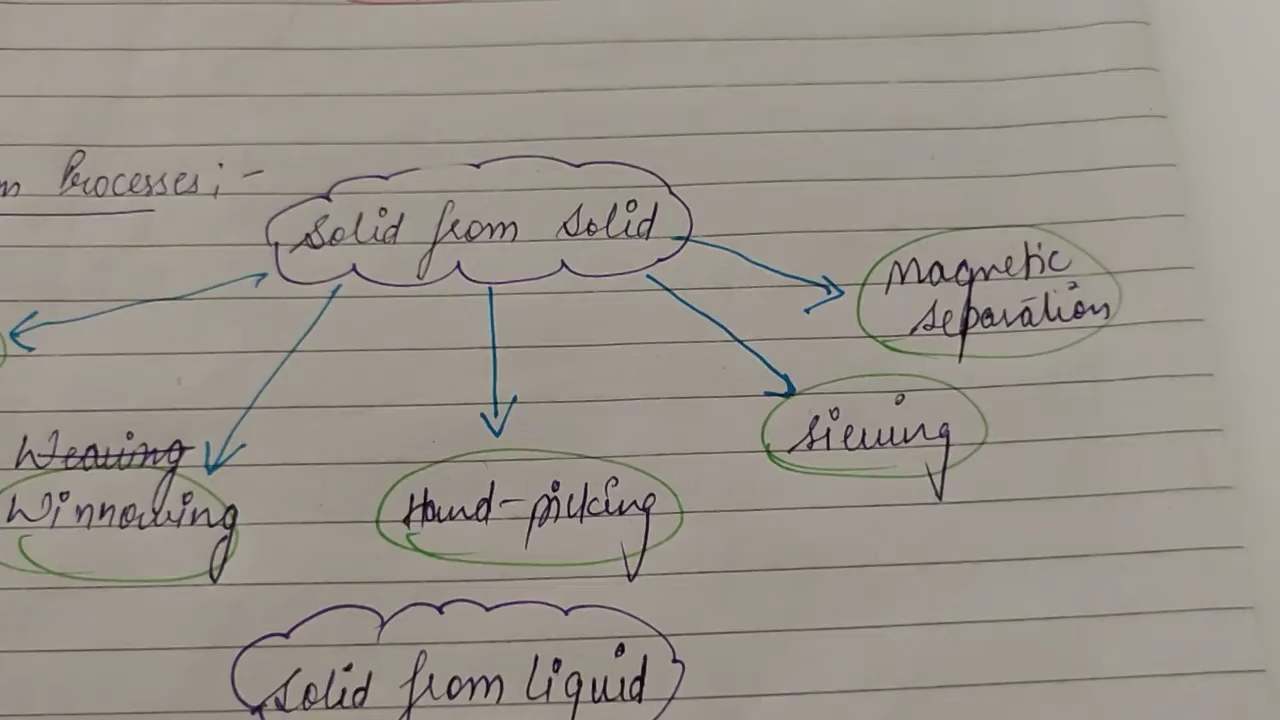 Processes;-
Solid from solid
Magnetic
separation
Sieving
Weaving
Winnowing
Hand-picking
Solid from liquid